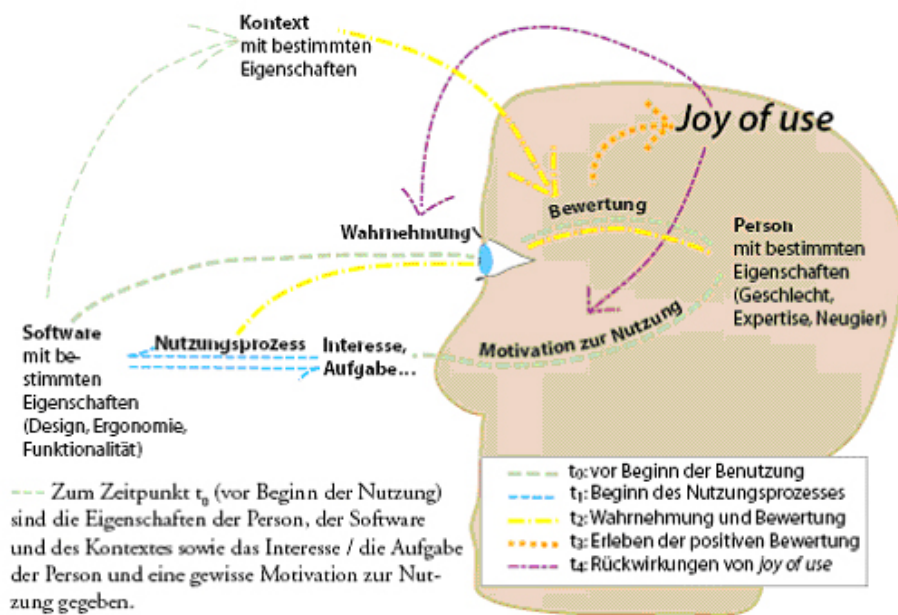 Kontext
mit bestimmten
Eigenschaften
Joy of use
Bewertung
Wahrnehmung
Person
mit bestimmten
Eigenschaften
(Geschlecht,
Expertise, Neugier)
Motivation zur Nutzung
Software
mit be-
stimmten
Eigenschaften
(Design, Ergonomie,
Funktionalität)
Nutzungsprozess
Interesse,
Aufgabe...
Zum Zeitpunkt t0 (vor Beginn der Nutzung)
sind die Eigenschaften der Person, der Software
und des Kontextes sowie das Interesse / die Aufgabe
der Person und eine gewisse Motivation zur Nut-
zung gegeben.
t0: vor Beginn der Benutzung
t1: Beginn des Nutzungsprozesses
t2: Wahrnehmung und Bewertung
t3: Erleben der positiven Bewertung
t4: Rückwirkungen von joy of use